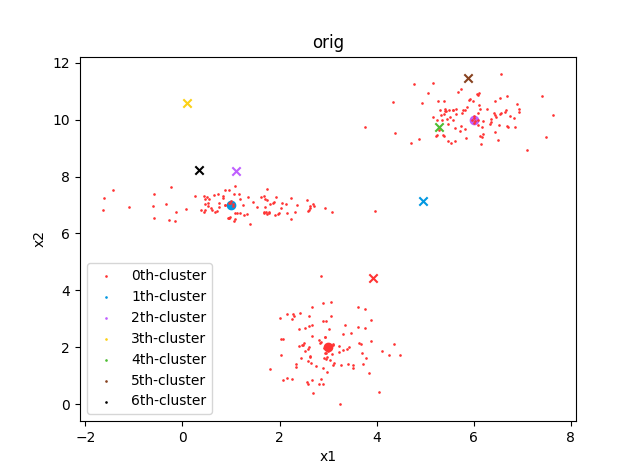 orig
12
10
8
6
4
2
0
x2
0th-cluster
1th-cluster
2th-cluster
3th-cluster
4th-cluster
5th-cluster
6th-cluster
−2
0
2
4
6
8
x1